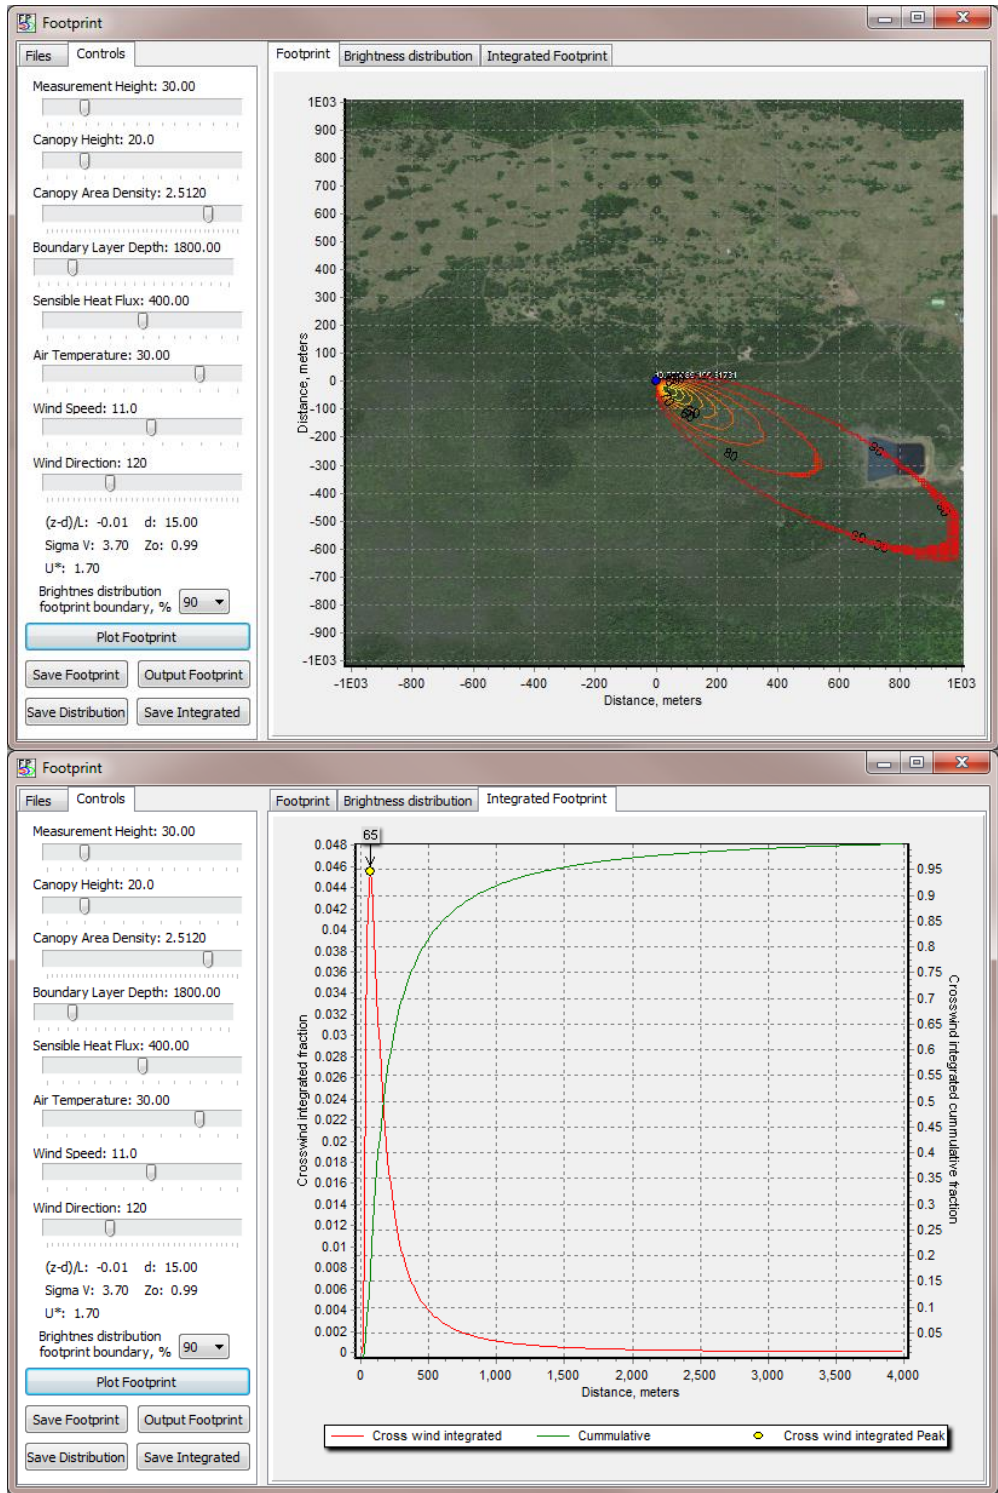 Footprint
Files Controls
Footprint Brightness distribution Integrated Footprint
Measurement Height: 30.00
Canopy Height: 20.0
Canopy Area Density: 2.5120
Boundary Layer Depth: 1800.00
Sensible Heat Flux: 400.00
Air Temperature: 30.00
Wind Speed: 11.0
Wind Direction: 120
(z-d)/L: -0.01 d: 15.00
Sigma V: 3.70 Zo: 0.99
U*: 1.70
Brightnes distribution
footprint boundary, % 90
Plot Footprint
Save Footprint Output Footprint
Save Distribution Save Integrated
1E03
900
800
700
600
500
400
300
200
100
0
-100
-200
-300
-400
-500
-600
-700
-800
-900
-1E03
Distance, meters
80
80
90
-1E03 -800 -600 -400 -200 0 200 400 600 800 1E03
Distance, meters
Footprint
Files Controls
Footprint Brightness distribution Integrated Footprint
Measurement Height: 30.00
Canopy Height: 20.0
Canopy Area Density: 2.5120
Boundary Layer Depth: 1800.00
Sensible Heat Flux: 400.00
Air Temperature: 30.00
Wind Speed: 11.0
Wind Direction: 120
(z-d)/L: -0.01 d: 15.00
Sigma V: 3.70 Zo: 0.99
U*: 1.70
Brightnes distribution
footprint boundary, % 90
Plot Footprint
Save Footprint Output Footprint
Save Distribution Save Integrated
65
0.048
0.046
0.044
0.042
0.04
0.038
0.036
0.034
0.032
0.03
0.028
0.026
0.024
0.022
0.02
0.018
0.016
0.014
0.012
0.01
0.008
0.006
0.004
0.002
0
Crosswind integrated fraction
0.95
0.9
0.85
0.8
0.75
0.7
0.65
0.6
0.55
0.5
0.45
0.4
0.35
0.3
0.25
0.2
0.15
0.1
0.05
Crosswind integrated cummulative fraction
0 500 1,000 1,500 2,000 2,500 3,000 3,500 4,000
Distance, meters
Cross wind integrated Cummulative Cross wind integrated Peak